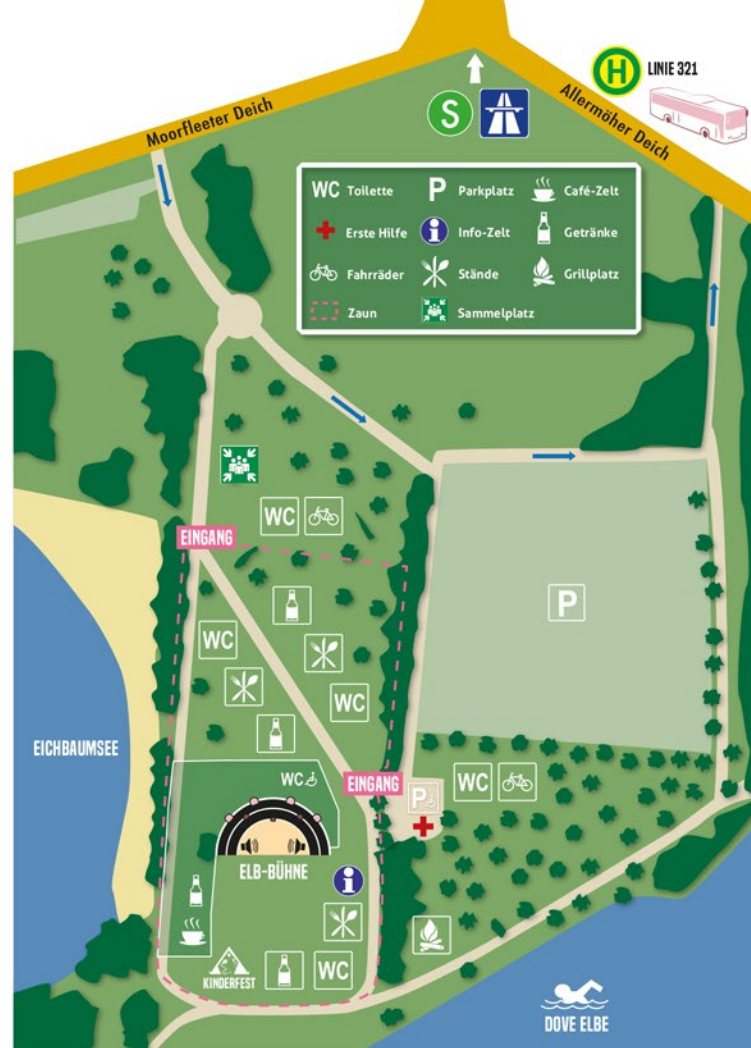 LINIE 321
H
Moorfleeter Deich
S
Allermöher Deich
WC Toilette
P Parkplatz
Café-Zelt
Erste Hilfe
i Info-Zelt
Getränke
Fahrräder
Stände
Grillplatz
Zaun
Sammelplatz
WC
EINGANG
P
WC
WC
EICHBAUMSEE
WC
EINGANG
P
WC
ELB-BÜHNE
i
KINDERFEST
WC
DOVE ELBE